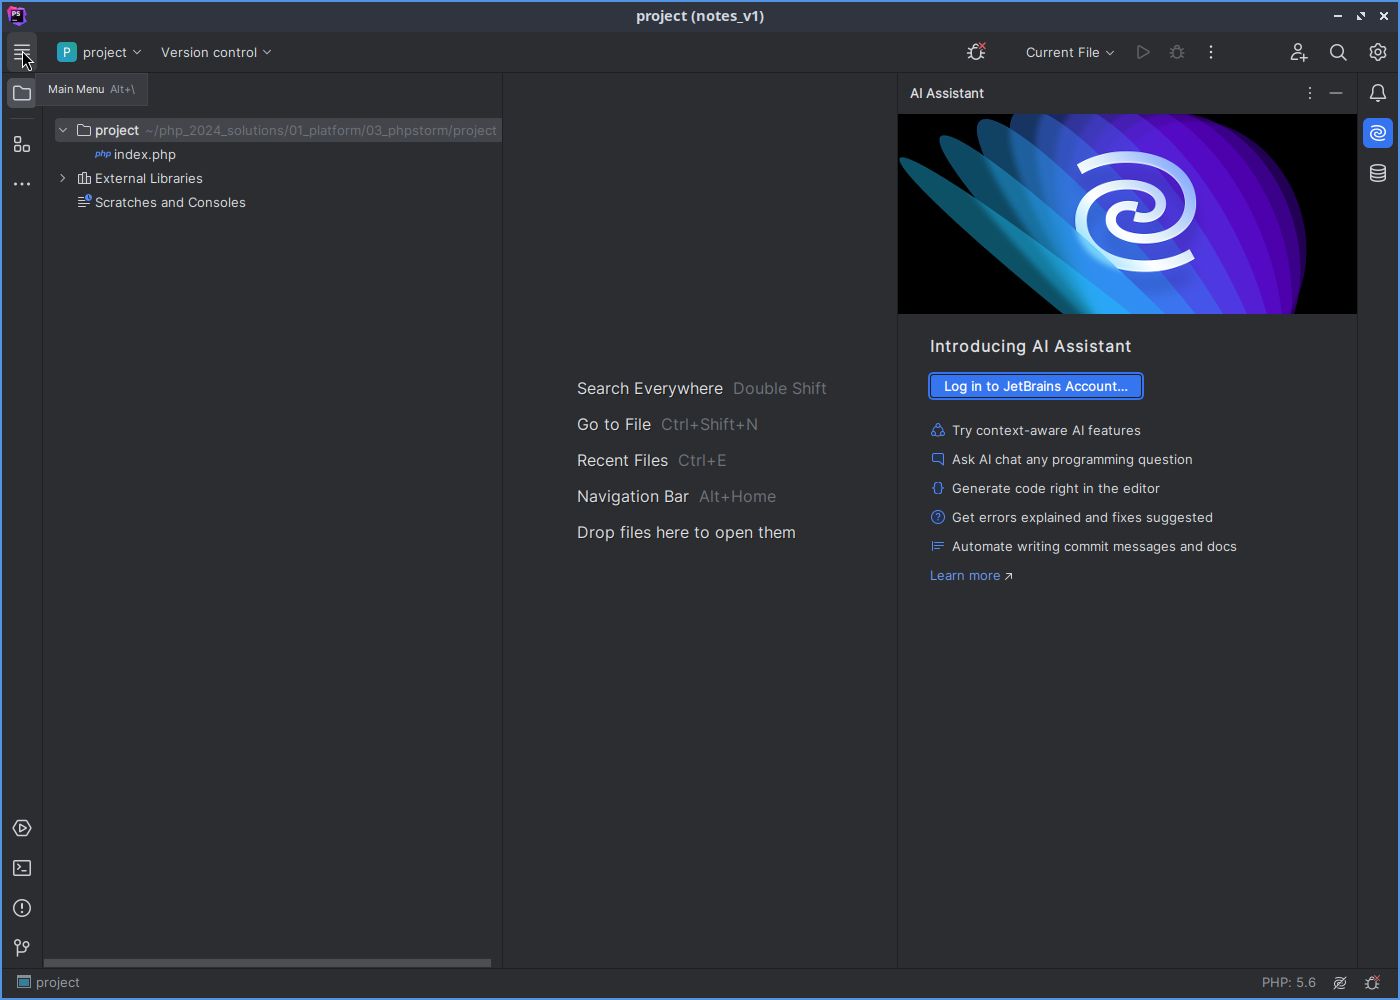 project (notes_v1)
P project Version control Current File
Main Menu Alt+\
AI Assistant
project ~/php_2024_solutions/01_platform/03_phpstorm/project
php index.php
External Libraries
Scratches and Consoles
Search Everywhere Double Shift
Go to File Ctrl+Shift+N
Recent Files Ctrl+E
Navigation Bar Alt+Home
Drop files here to open them
Introducing AI Assistant
Log in to JetBrains Account...
Try context-aware AI features
Ask AI chat any programming question
Generate code right in the editor
Get errors explained and fixes suggested
Automate writing commit messages and docs
Learn more
project
PHP: 5.6